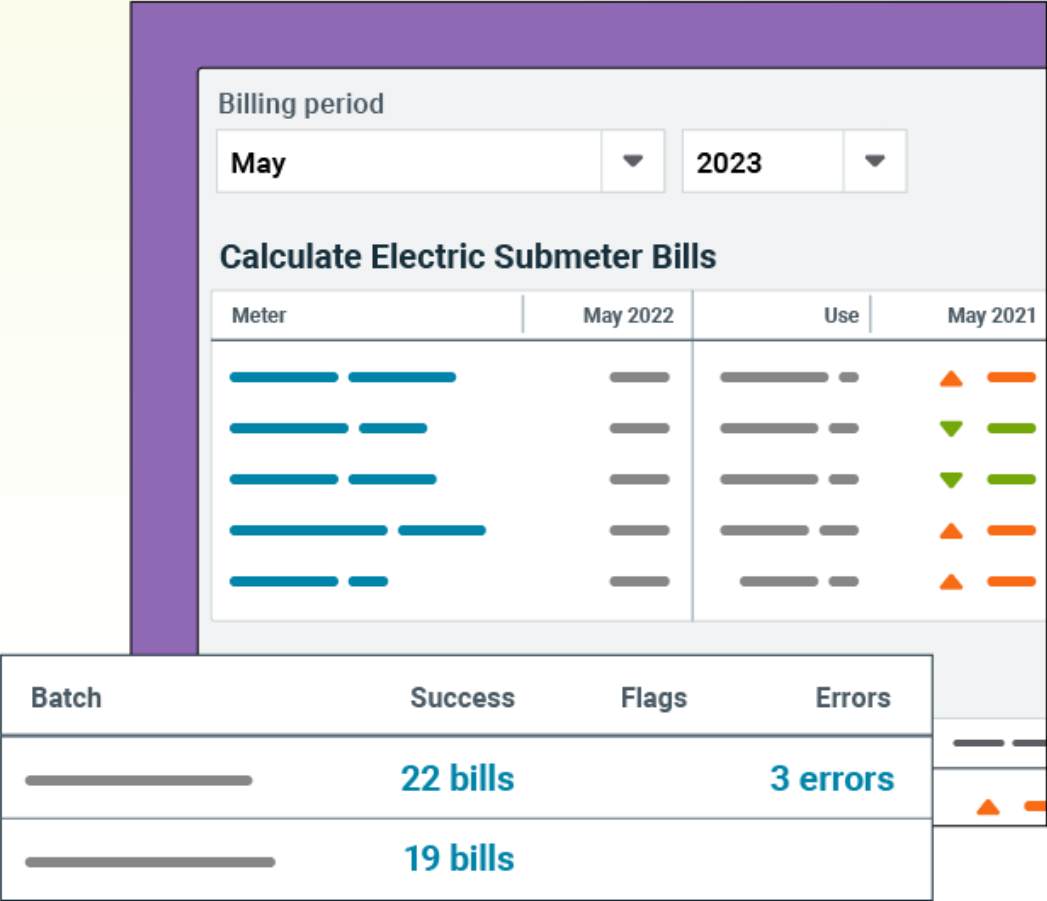 Billing period
May 2023
Calculate Electric Submeter Bills
Meter May 2022 Use May 2021
Batch Success Flags Errors
22 bills 3 errors
19 bills